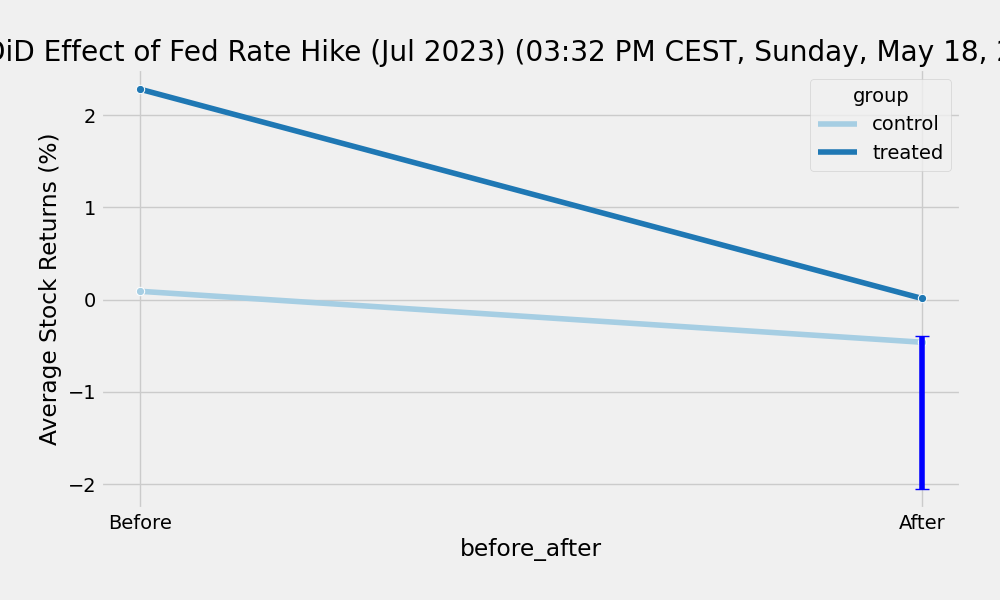 DiD Effect of Fed Rate Hike (Jul 2023) (03:32 PM CEST, Sunday, May 18,
group
control
treated
Average Stock Returns (%)
2
1
0
−1
−2
Before
After
before_after